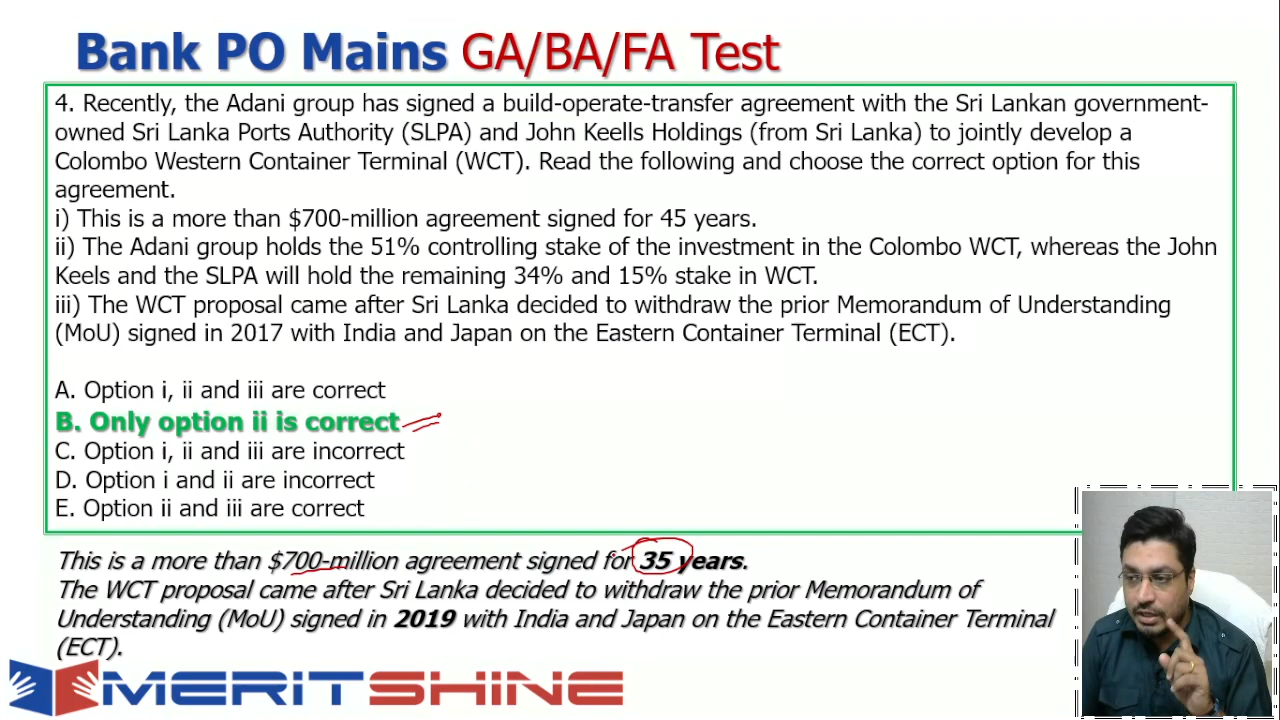 Bank PO Mains GA/BA/FA Test
4. Recently, the Adani group has signed a build-operate-transfer agreement with the Sri Lankan government-
owned Sri Lanka Ports Authority (SLPA) and John Keells Holdings (from Sri Lanka) to jointly develop a
Colombo Western Container Terminal (WCT). Read the following and choose the correct option for this
agreement.
i) This is a more than $700-million agreement signed for 45 years.
ii) The Adani group holds the 51% controlling stake of the investment in the Colombo WCT, whereas the John
Keels and the SLPA will hold the remaining 34% and 15% stake in WCT.
iii) The WCT proposal came after Sri Lanka decided to withdraw the prior Memorandum of Understanding
(MoU) signed in 2017 with India and Japan on the Eastern Container Terminal (ECT).
A. Option i, ii and iii are correct
B. Only option ii is correct
C. Option i, ii and iii are incorrect
D. Option i and ii are incorrect
E. Option ii and iii are correct
This is a more than $700-million agreement signed for 35 years.
The WCT proposal came after Sri Lanka decided to withdraw the prior Memorandum of
Understanding (MoU) signed in 2019 with India and Japan on the Eastern Container Terminal
(ECT).
MERITSHINE